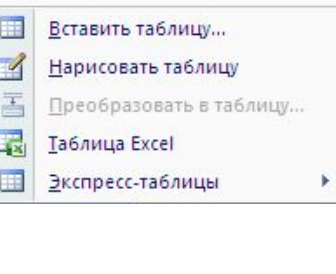 Вставить таблицу...
Нарисовать таблицу
Преобразовать в таблицу...
Таблица Excel
Экспресс-таблицы